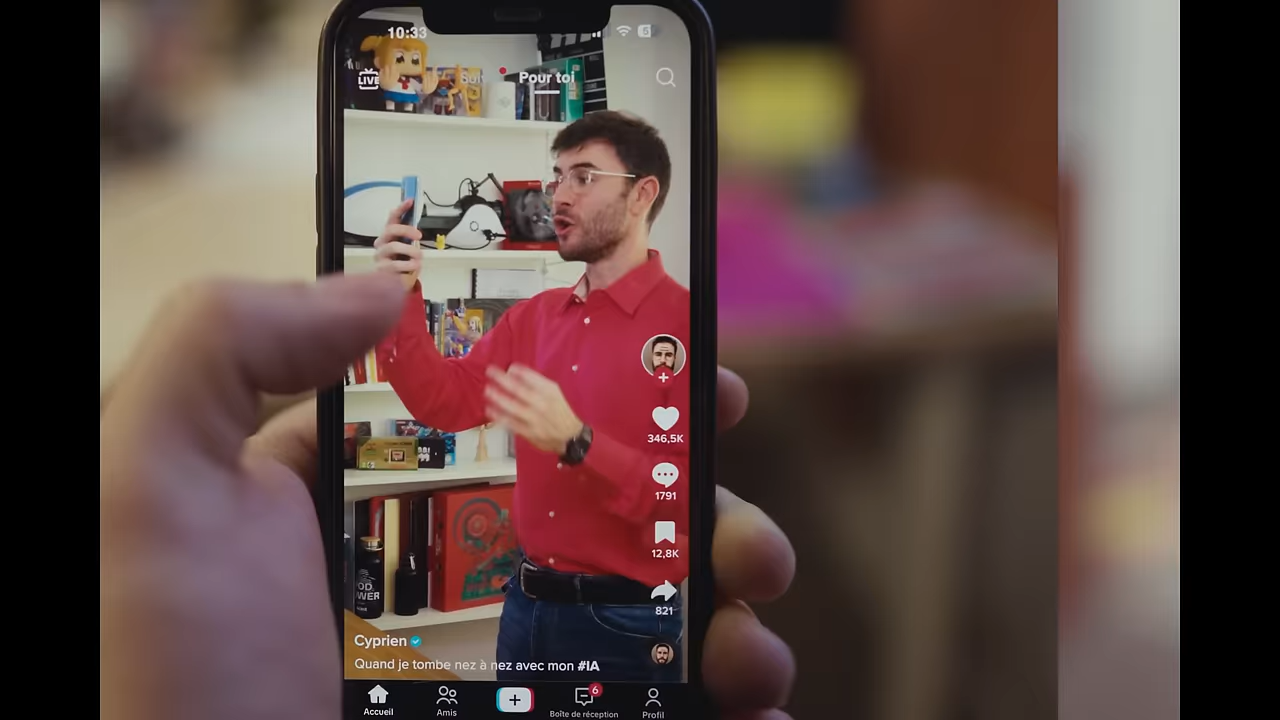 10:33
LIVE
Suiv
Pour toi
346,5K
1791
12,8K
821
Cyprien
Quand je tombe nez à nez avec mon #IA
6
Accueil
Amis
Boîte de réception
Profil